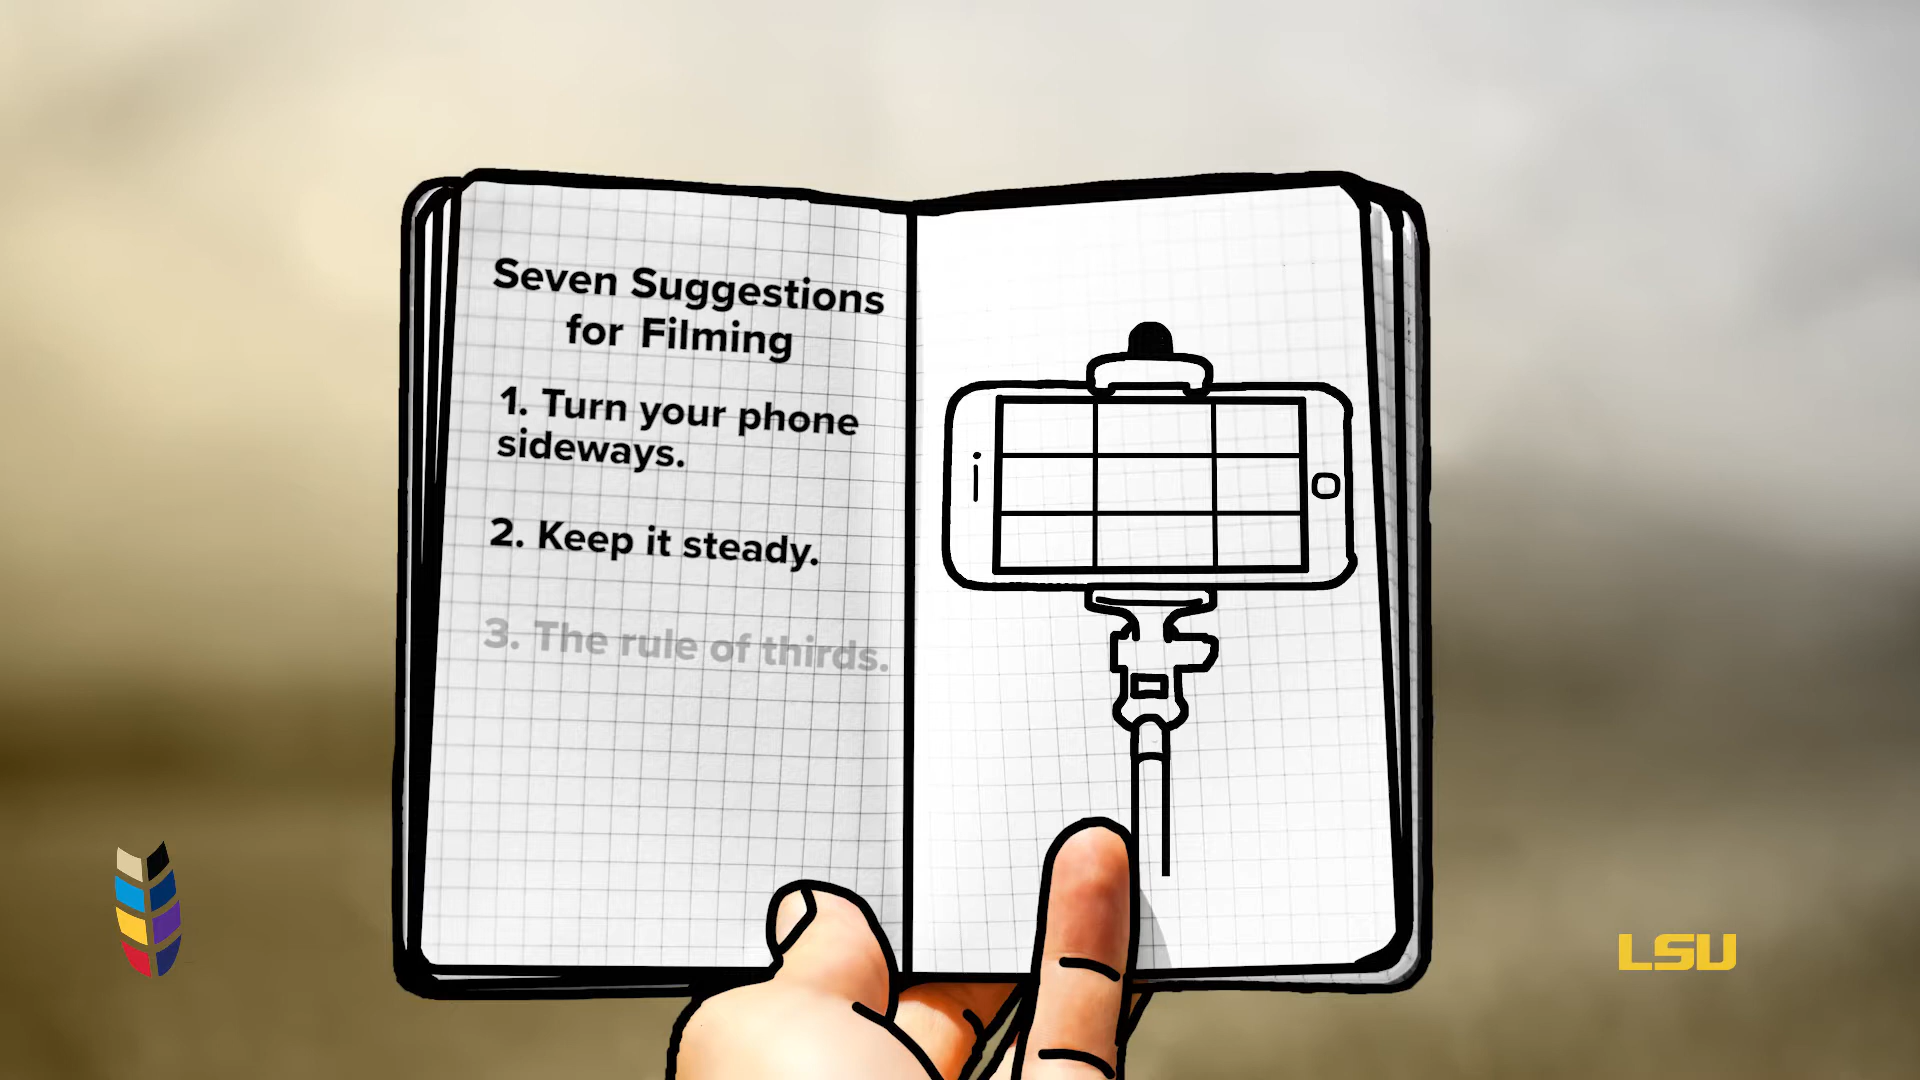 Seven Suggestions
for Filming
1. Turn your phone
sideways.
2. Keep it steady.
3. The rule of thirds.
LSU